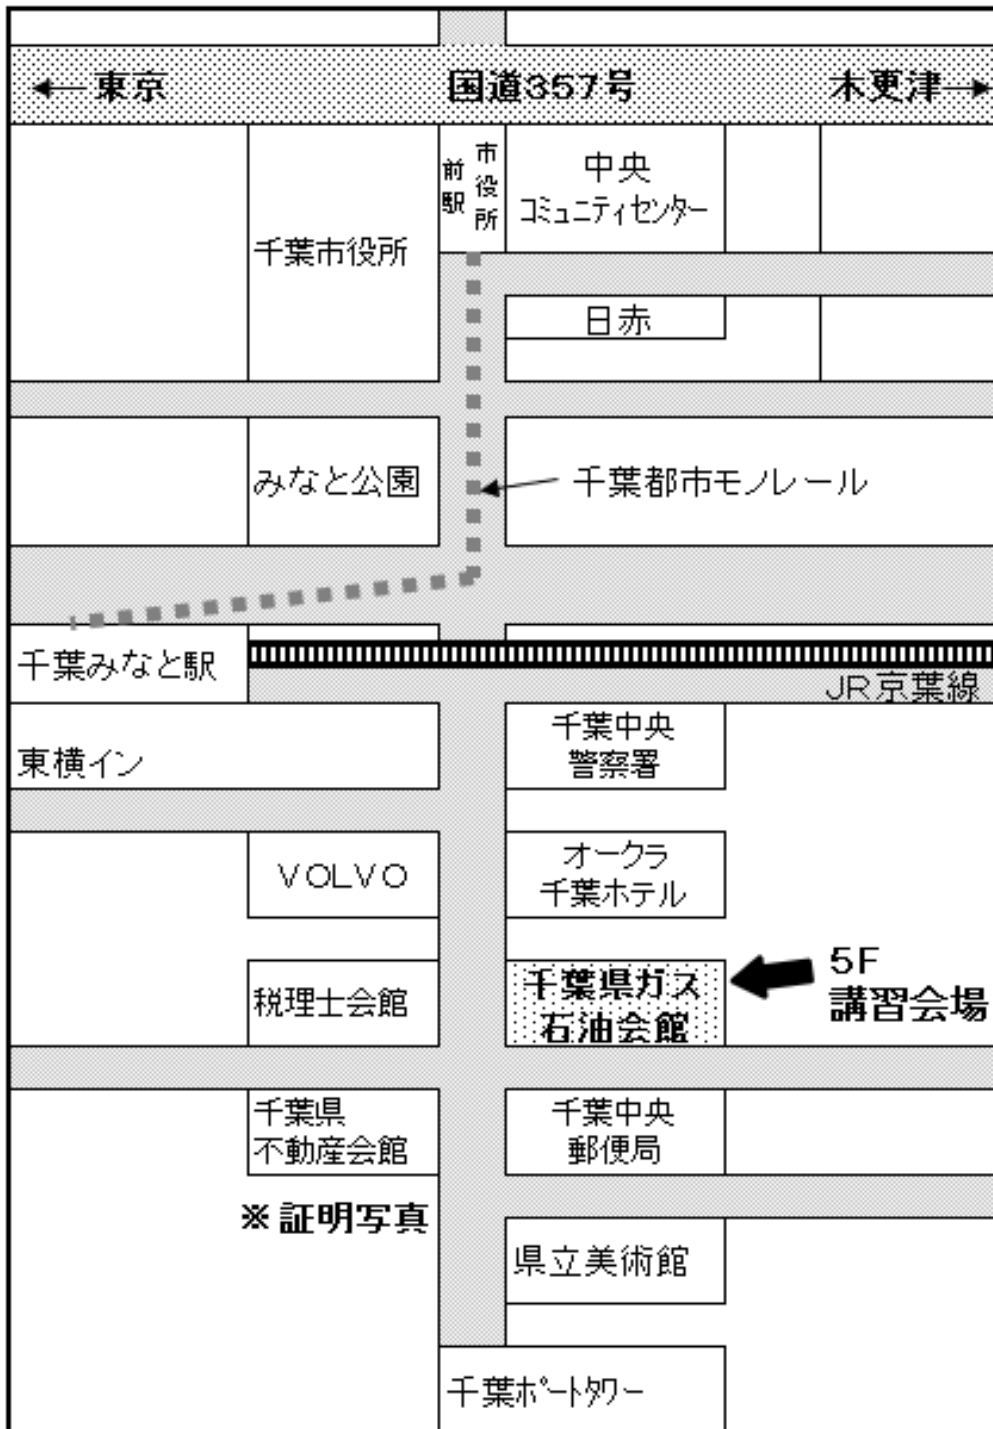 ←東京
国道357号
木更津→
市役所
前駅
中央
コミュニティセンター
千葉市役所
日赤
みなと公園
千葉都市モノレール
千葉みなと駅
JR京葉線
東横イン
千葉中央
警察署
VOLVO
オークラ
千葉ホテル
税理士会館
千葉県ガス
石油会館
5F
講習会場
千葉県
不動産会館
千葉中央
郵便局
※証明写真
県立美術館
千葉ポートタワー